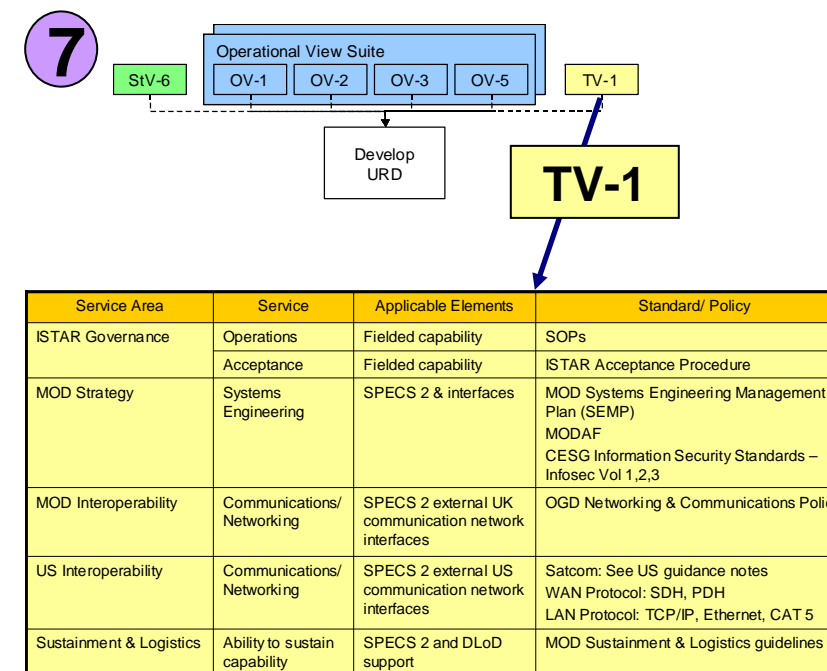 7
Operational View Suite
StV-6
OV-1
OV-2
OV-3
OV-5
TV-1
Develop
URD
TV-1
Service Area
Service
Applicable Elements
Standard/ Policy
ISTAR Governance
Operations
Fielded capability
SOPs
Acceptance
Fielded capability
ISTAR Acceptance Procedure
MOD Strategy
Systems
Engineering
SPECS 2 & interfaces
MOD Systems Engineering Management
Plan (SEMP)
MODAF
CESG Information Security Standards –
Infosec Vol 1,2,3
MOD Interoperability
Communications/
Networking
SPECS 2 external UK
communication network
interfaces
OGD Networking & Communications
US Interoperability
Communications/
Networking
SPECS 2 external US
communication network
interfaces
Satcom: See US guidance notes
WAN Protocol: SDH, PDH
LAN Protocol: TCP/IP, Ethernet, CAT 5
Sustainment & Logistics
Ability to sustain
capability
SPECS 2 and DLoD
support
MOD Sustainment & Logistics guidelines